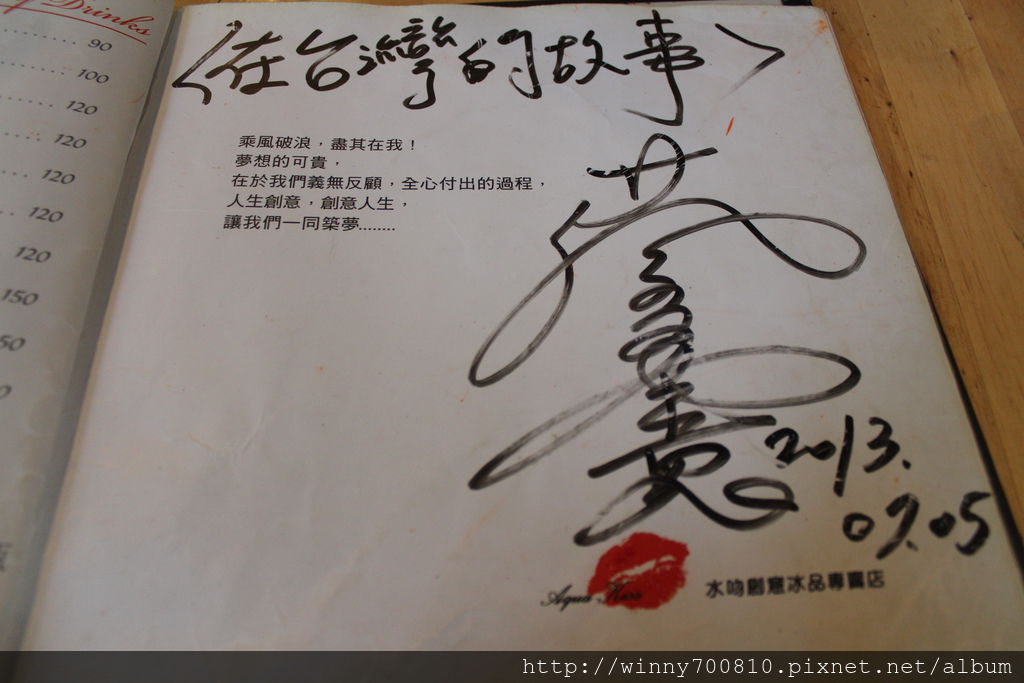 Drinks
90
100
120
120
120
120
120
150
50
0
〈在台灣的故事〉
乘風破浪，盡其在我！
夢想的可貴，
在於我們義無反顧，全心付出的過程，
人生創意，創意人生，
讓我們一同築夢........
2013.
09.05
Aqua Kiss
水吻創意冰品專賣店
http://winny700810.pixnet.net/album